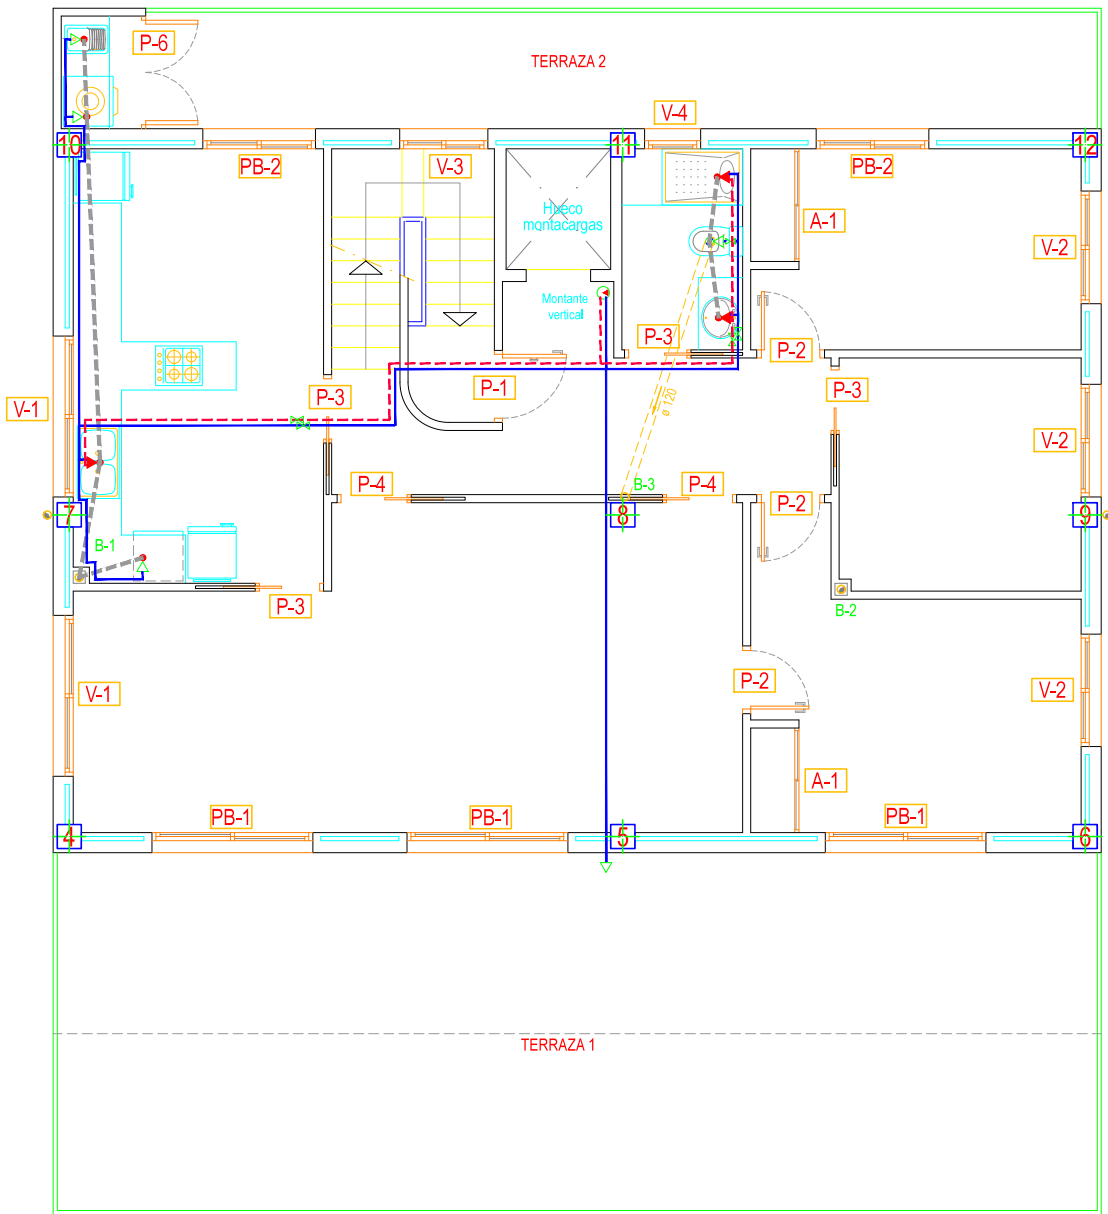 P-6
TERRAZA 2
V-4
10
11
12
PB-2
V-3
PB-2
Hueco
montacargas
A-1
V-2
Montante
vertical
P-3
P-2
P-1
P-3
P-3
V-1
ø 120
V-2
P-4
B-3
P-4
P-2
7
8
9
B-1
P-3
B-2
V-1
P-2
V-2
A-1
PB-1
PB-1
PB-1
4
5
6
TERRAZA 1